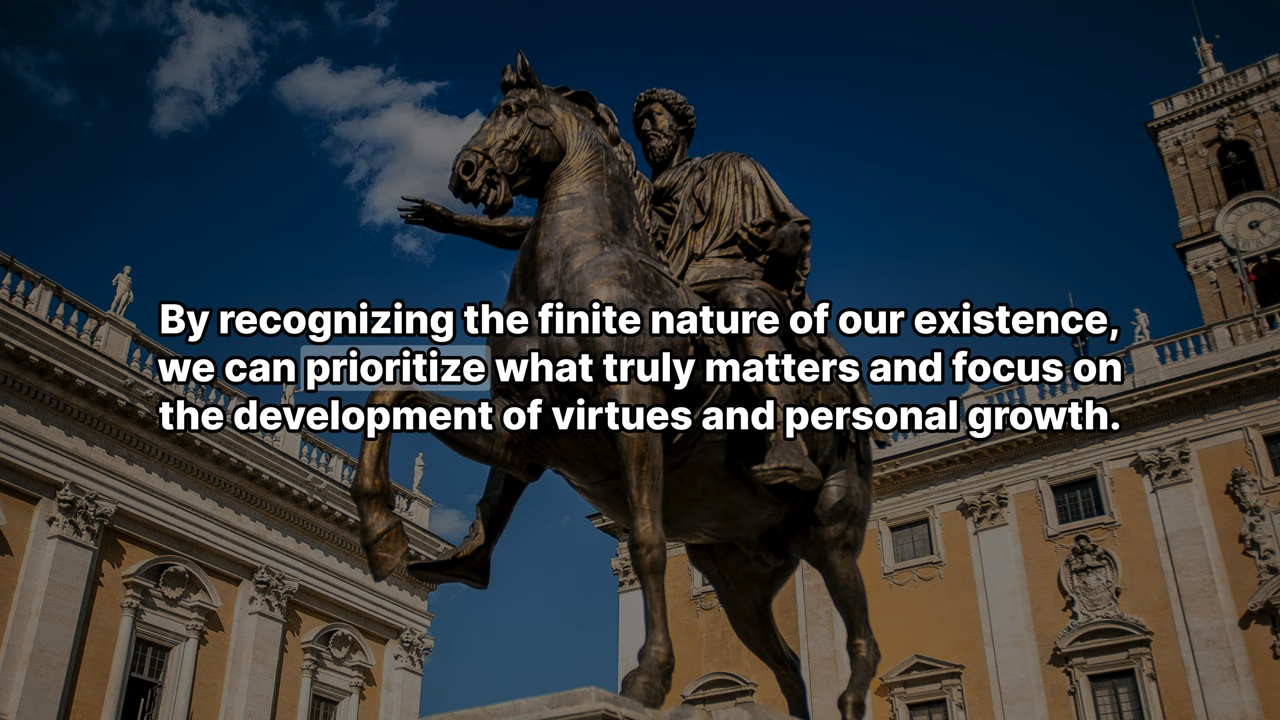 By recognizing the finite nature of our existence,
we can prioritize what truly matters and focus on
the development of virtues and personal growth.